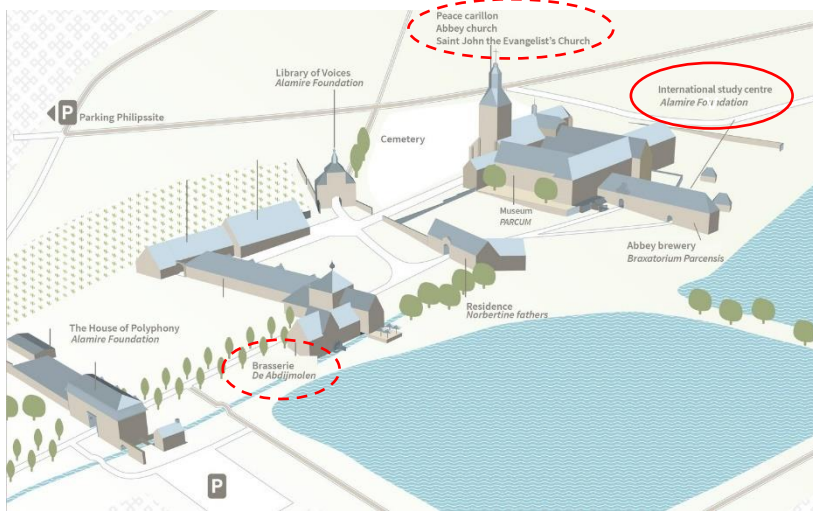 Peace carillon
Abbey church
Saint John the Evangelist's Church
Library of Voices
Alamire Foundation
International study centre
Alamire Foundation
P
Parking Philipssite
Cemetery
Museum
PARCUM
Abbey brewery
Braxatorium Parcensis
Residence
Norbertine fathers
The House of Polyphony
Alamire Foundation
Brasserie
De Abdijmolen
P